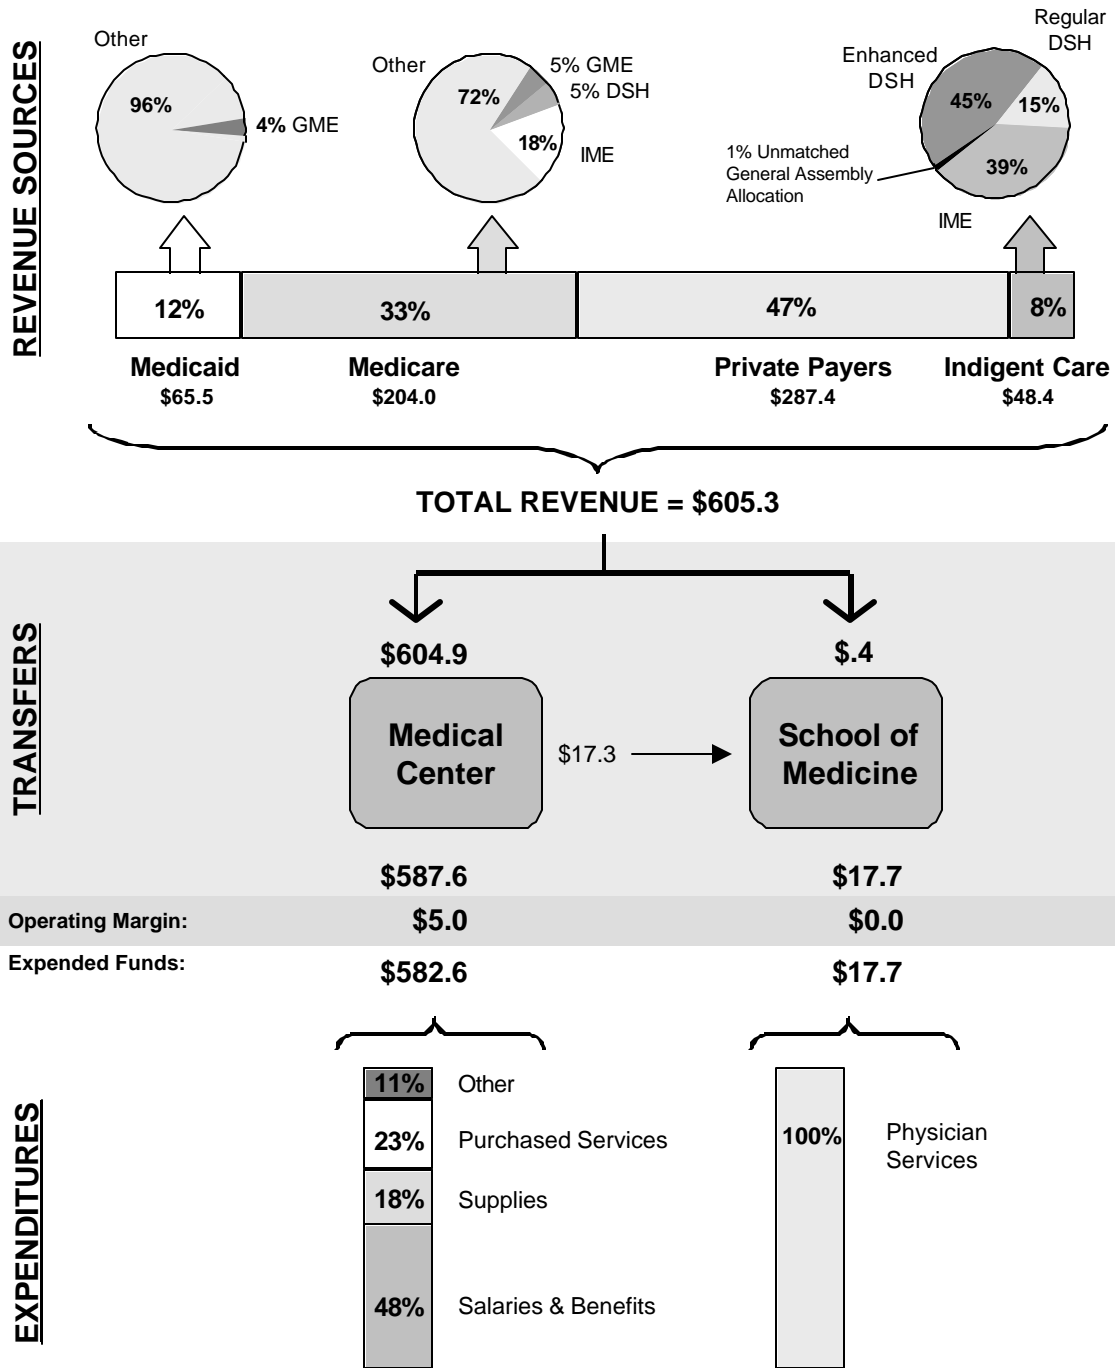 REVENUE SOURCES
Other
96%
4% GME
Other
72%
5% GME
5% DSH
18%
IME
Regular
DSH
Enhanced
DSH
45%
15%
39%
1% Unmatched
General Assembly
Allocation
IME
12%
33%
47%
8%
Medicaid
$65.5
Medicare
$204.0
Private Payers
$287.4
Indigent Care
$48.4
TOTAL REVENUE = $605.3
TRANSFERS
$604.9
$.4
Medical
Center
$17.3
School of
Medicine
$587.6
$17.7
Operating Margin:
$5.0
$0.0
Expended Funds:
$582.6
$17.7
EXPENDITURES
11%
Other
23%
Purchased Services
18%
Supplies
48%
Salaries & Benefits
100%
Physician
Services